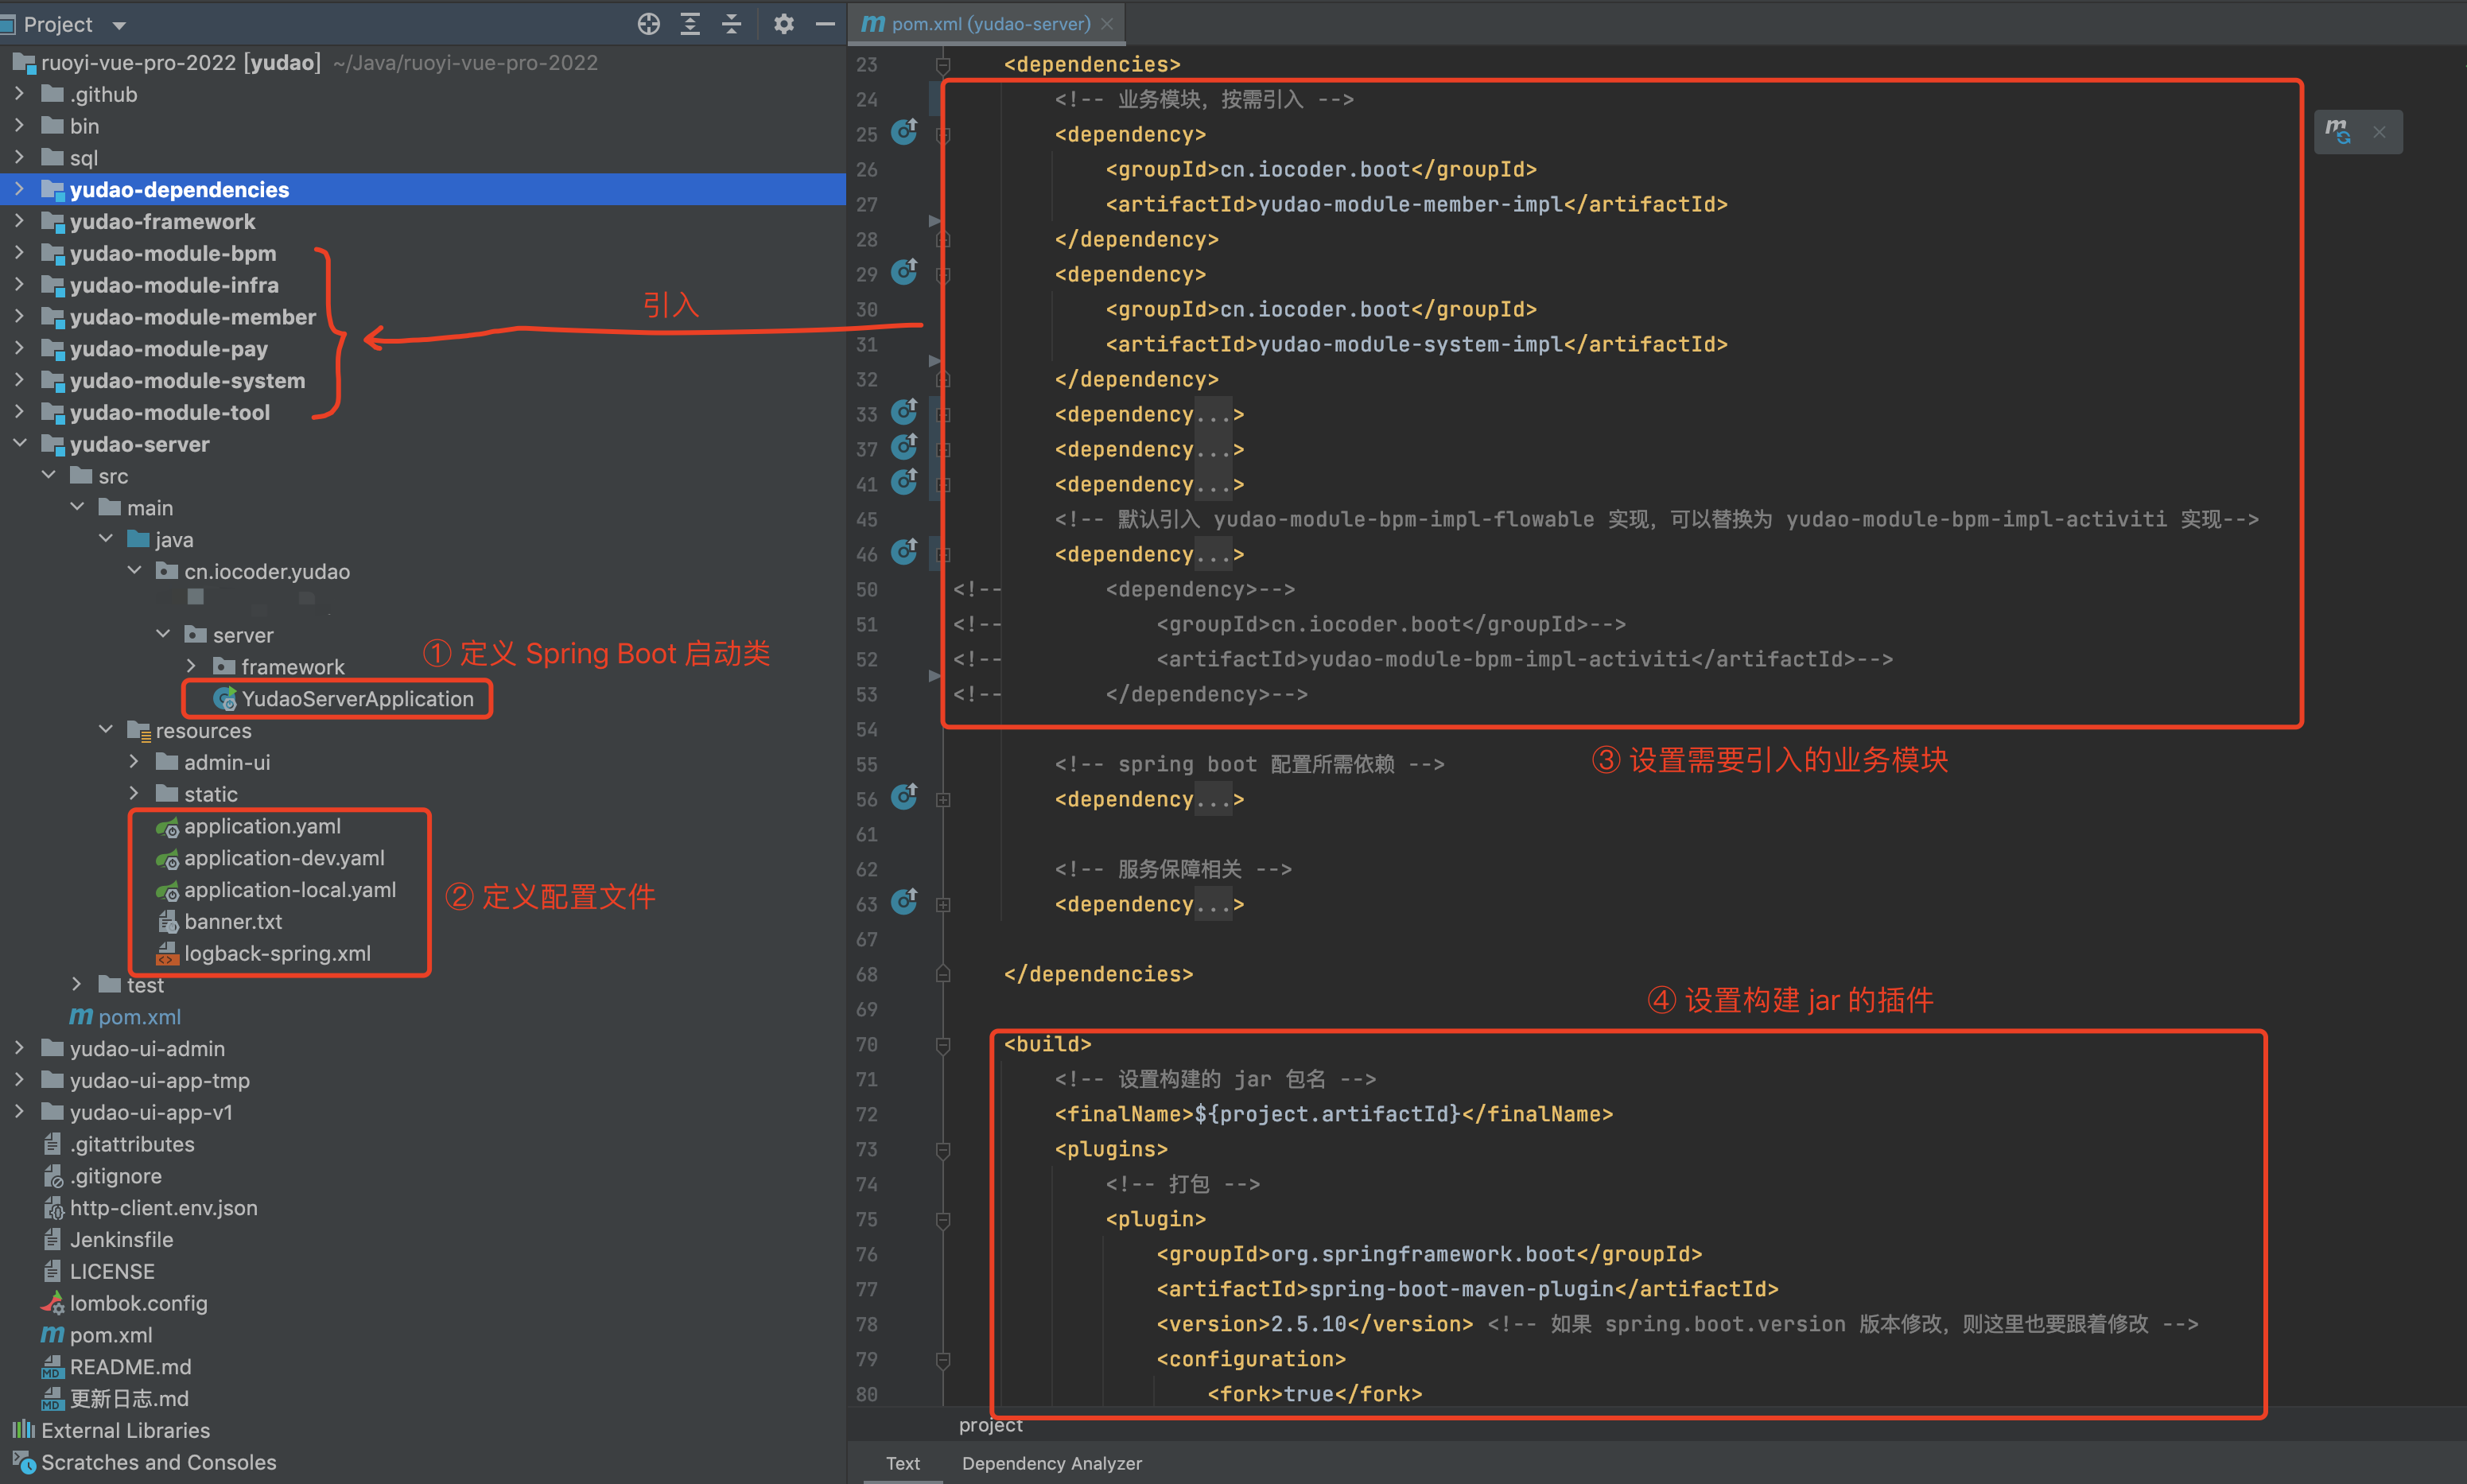 Project
ruoyi-vue-pro-2022 [yudao] ~/Java/ruoyi-vue-pro-2022
.github
bin
sql
yudao-dependencies
yudao-framework
yudao-module-bpm
yudao-module-infra
yudao-module-member
yudao-module-pay
yudao-module-system
yudao-module-tool
yudao-server
src
main
java
cn.iocoder.yudao
server
framework
YudaoServerApplication
resources
admin-ui
static
application.yaml
application-dev.yaml
application-local.yaml
banner.txt
logback-spring.xml
test
pom.xml
yudao-ui-admin
yudao-ui-app-tmp
yudao-ui-app-v1
.gitattributes
.gitignore
http-client.env.json
Jenkinsfile
LICENSE
lombok.config
pom.xml
README.md
更新日志.md
External Libraries
Scratches and Consoles
引入
① 定义 Spring Boot 启动类
② 定义配置文件
pom.xml (yudao-server)
23 <dependencies>
24 <!-- 业务模块，按需引入 -->
25 <dependency>
26 <groupId>cn.iocoder.boot</groupId>
27 <artifactId>yudao-module-member-impl</artifactId>
28 </dependency>
29 <dependency>
30 <groupId>cn.iocoder.boot</groupId>
31 <artifactId>yudao-module-system-impl</artifactId>
32 </dependency>
33 <dependency...>
37 <dependency...>
41 <dependency...>
45 <!-- 默认引入 yudao-module-bpm-impl-flowable 实现，可以替换为 yudao-module-bpm-impl-activiti 实现-->
46 <dependency...>
50 <!-- <dependency>-->
51 <!-- <groupId>cn.iocoder.boot</groupId>-->
52 <!-- <artifactId>yudao-module-bpm-impl-activiti</artifactId>-->
53 <!-- </dependency>-->
54
③ 设置需要引入的业务模块
55 <!-- spring boot 配置所需依赖 -->
56 <dependency...>
61
62 <!-- 服务保障相关 -->
63 <dependency...>
67
68 </dependencies>
69
④ 设置构建 jar 的插件
70 <build>
71 <!-- 设置构建的 jar 包名 -->
72 <finalName>${project.artifactId}</finalName>
73 <plugins>
74 <!-- 打包 -->
75 <plugin>
76 <groupId>org.springframework.boot</groupId>
77 <artifactId>spring-boot-maven-plugin</artifactId>
78 <version>2.5.10</version> <!-- 如果 spring.boot.version 版本修改，则这里也要跟着修改 -->
79 <configuration>
80 <fork>true</fork>
project
Text Dependency Analyzer